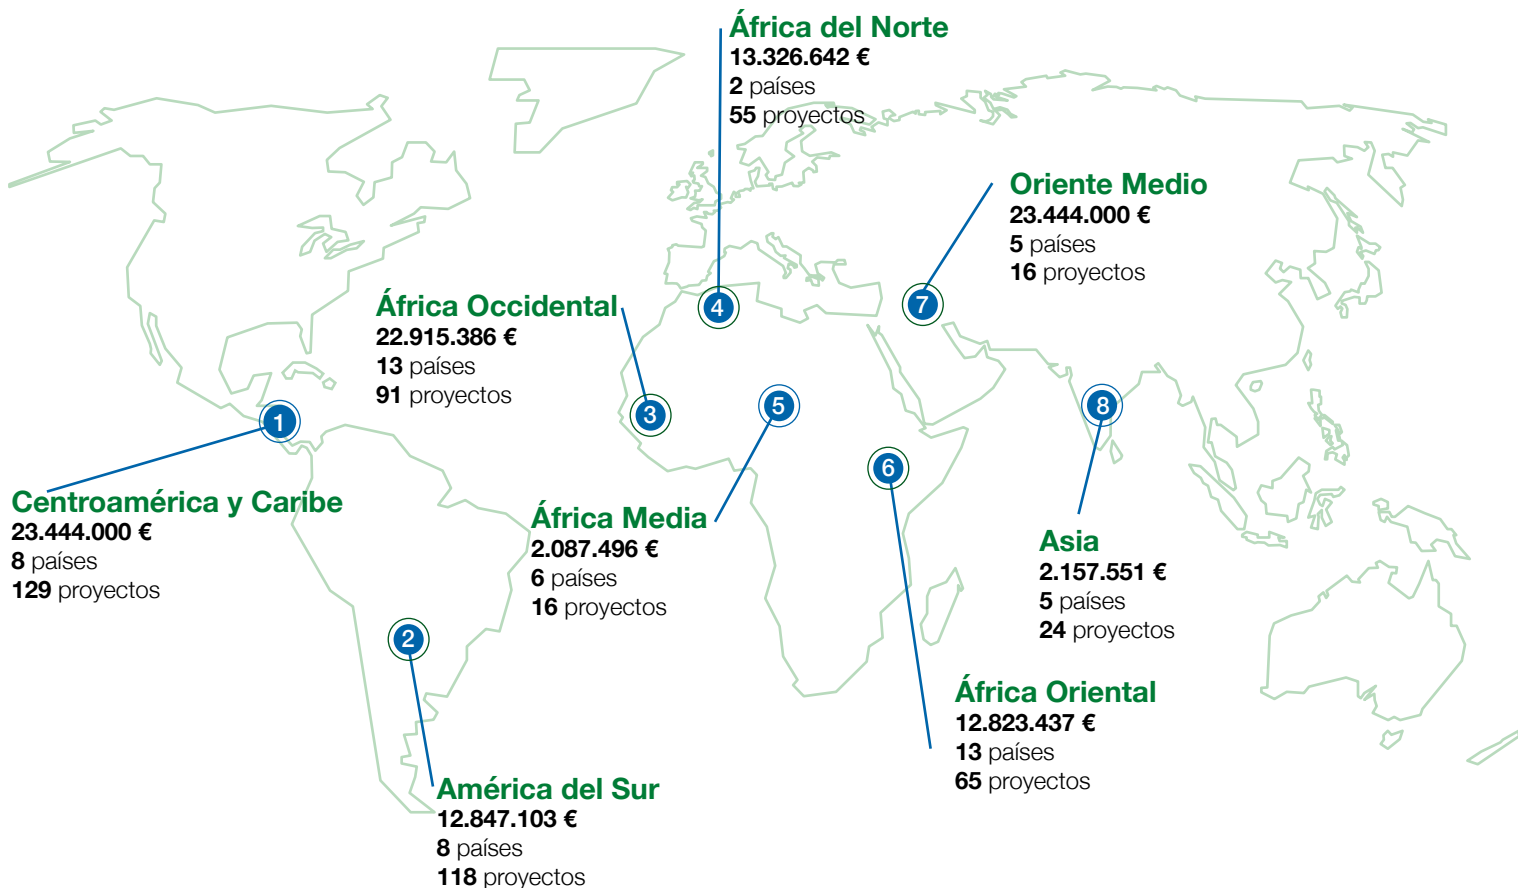 África del Norte
13.326.642 €
2 países
55 proyectos
Oriente Medio
23.444.000 €
5 países
16 proyectos
África Occidental
22.915.386 €
13 países
91 proyectos
4
7
3
5
8
1
6
Centroamérica y Caribe
23.444.000 €
8 países
129 proyectos
África Media
2.087.496 €
6 países
16 proyectos
Asia
2.157.551 €
5 países
24 proyectos
2
África Oriental
12.823.437 €
13 países
65 proyectos
América del Sur
12.847.103 €
8 países
118 proyectos